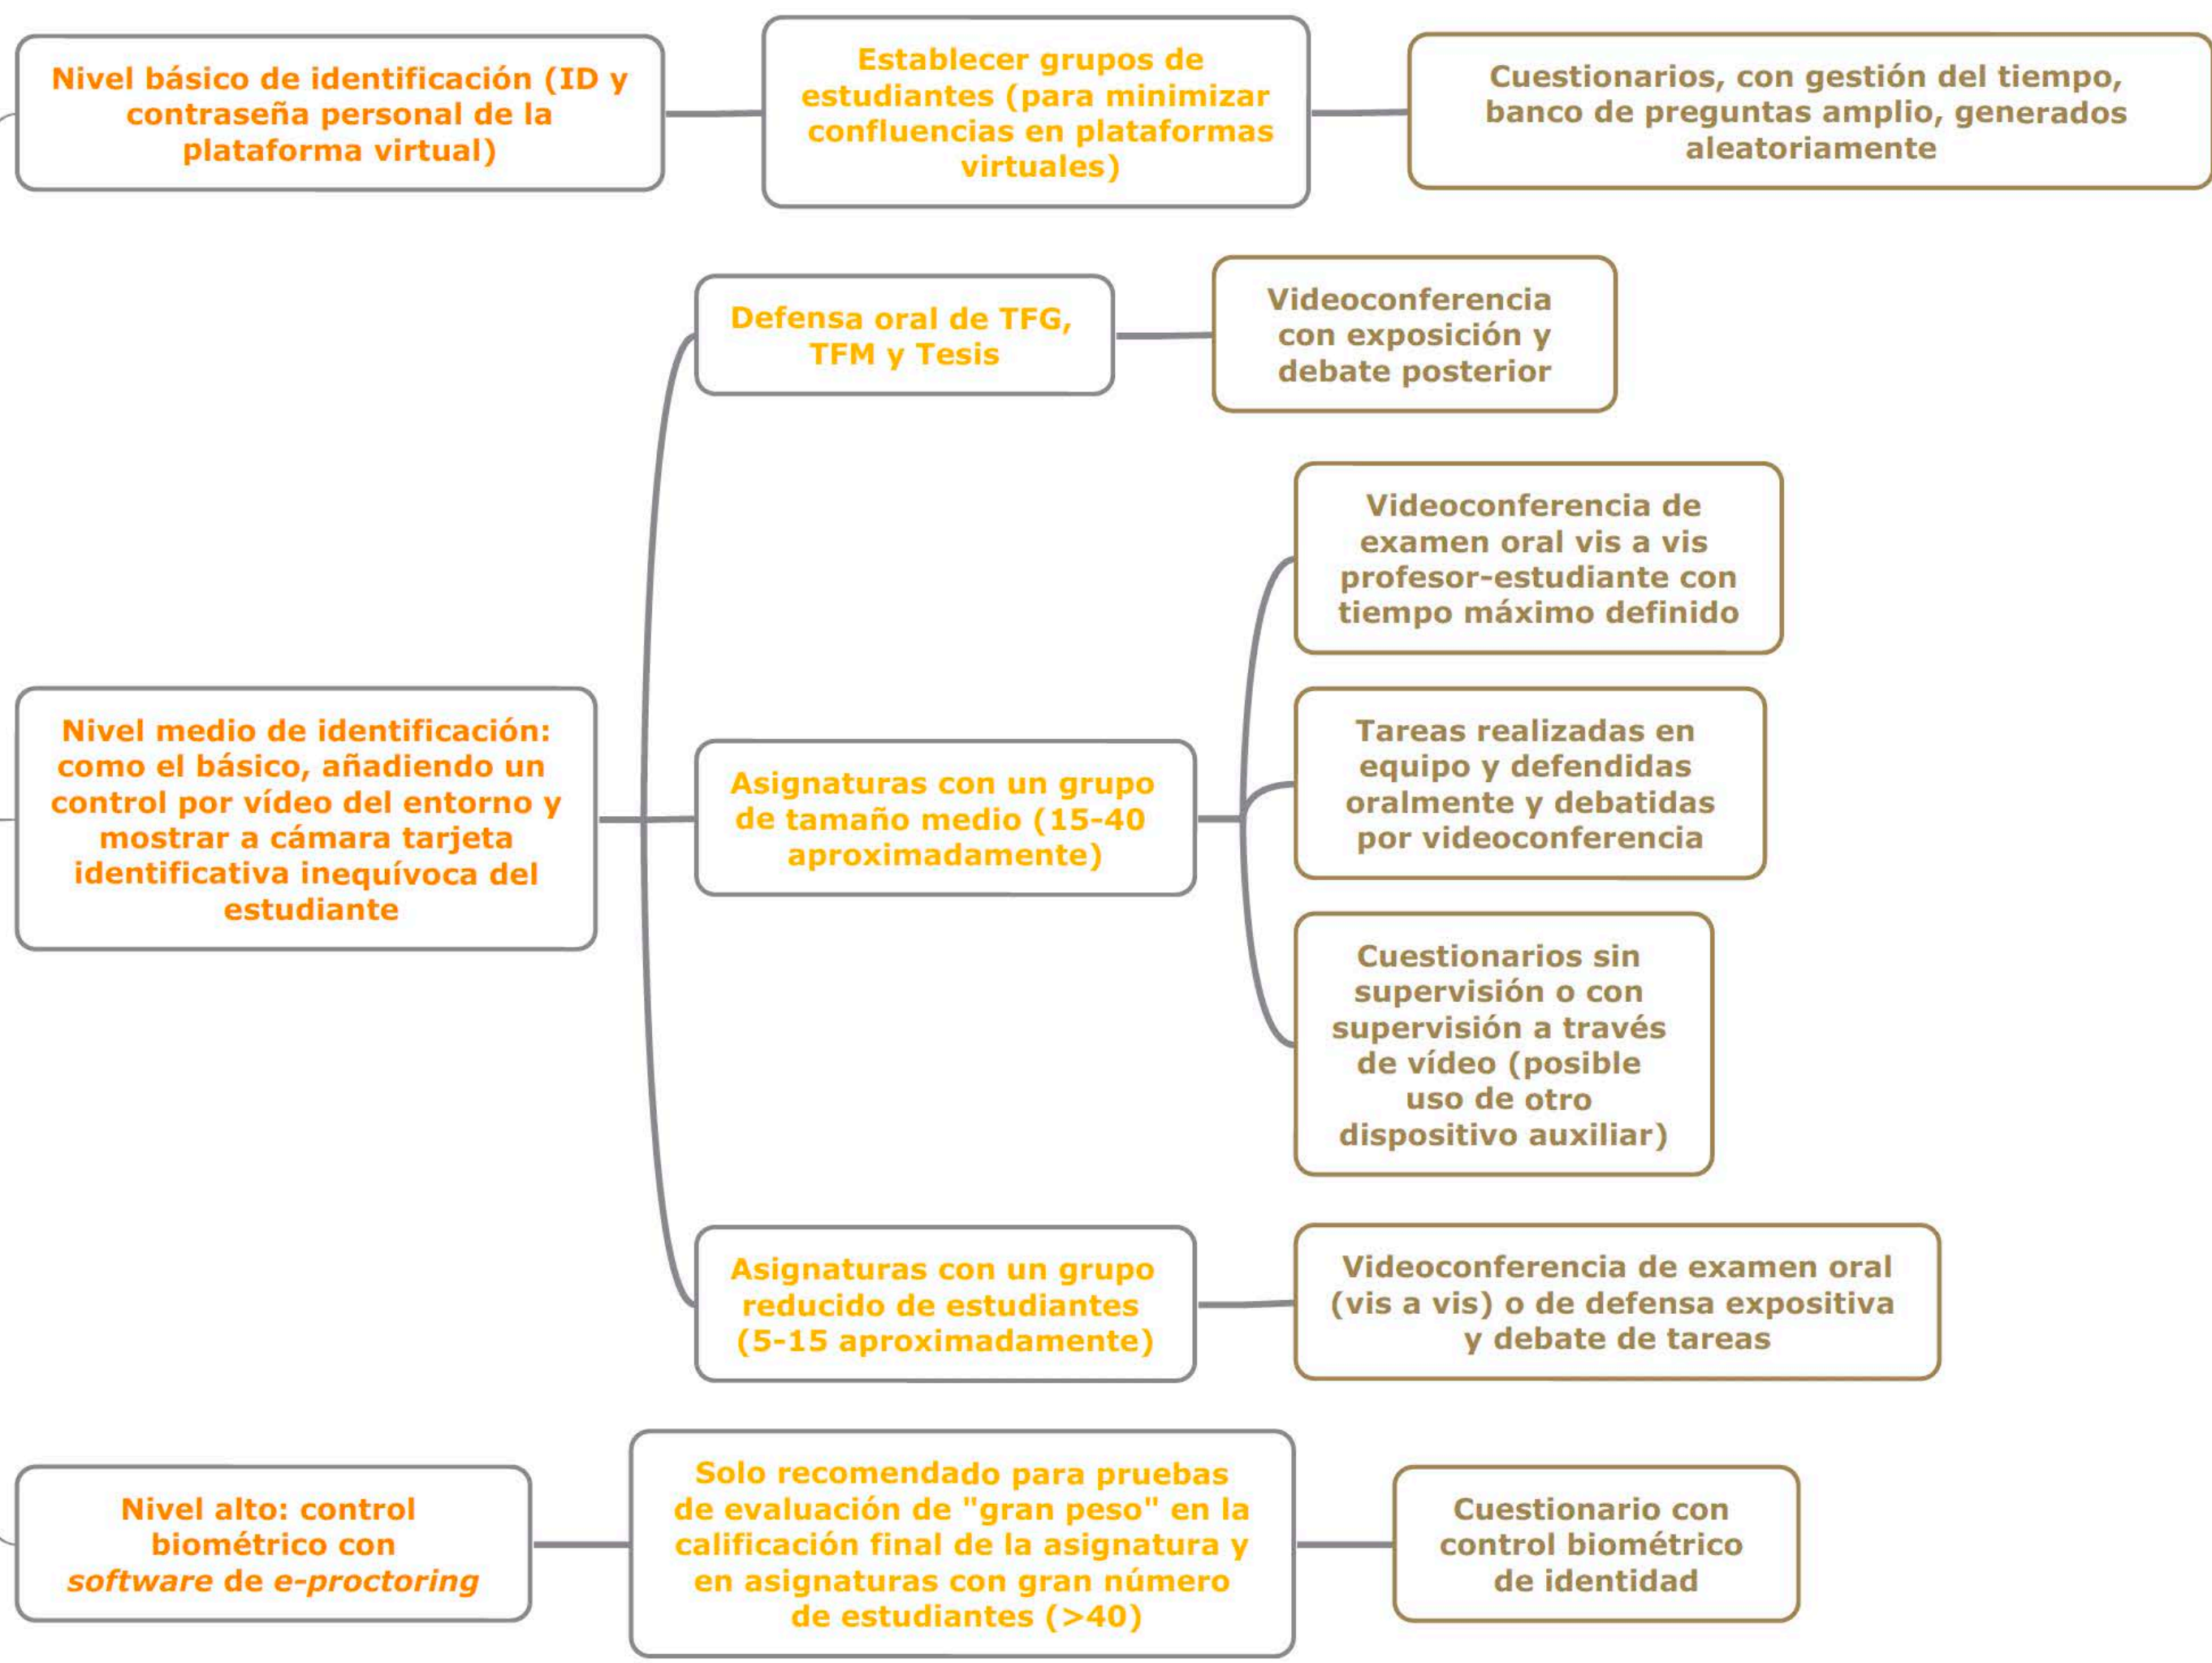 Nivel básico de identificación (ID y
contraseña personal de la
plataforma virtual)
Establecer grupos de
estudiantes (para minimizar
confluencias en plataformas
virtuales)
Cuestionarios, con gestión del tiempo,
banco de preguntas amplio, generados
aleatoriamente
Nivel medio de identificación:
como el básico, añadiendo un
control por vídeo del entorno y
mostrar a cámara tarjeta
identificativa inequívoca del
estudiante
Defensa oral de TFG,
TFM y Tesis
Videoconferencia
con exposición y
debate posterior
Asignaturas con un grupo
de tamaño medio (15-40
aproximadamente)
Videoconferencia de
examen oral vis a vis
profesor-estudiante con
tiempo máximo definido
Tareas realizadas en
equipo y defendidas
oralmente y debatidas
por videoconferencia
Cuestionarios sin
supervisión o con
supervisión a través
de vídeo (posible
uso de otro
dispositivo auxiliar)
Asignaturas con un grupo
reducido de estudiantes
(5-15 aproximadamente)
Videoconferencia de examen oral
(vis a vis) o de defensa expositiva
y debate de tareas
Nivel alto: control
biométrico con
software de e-proctoring
Solo recomendado para pruebas
de evaluación de "gran peso" en la
calificación final de la asignatura y
en asignaturas con gran número
de estudiantes (>40)
Cuestionario con
control biométrico
de identidad